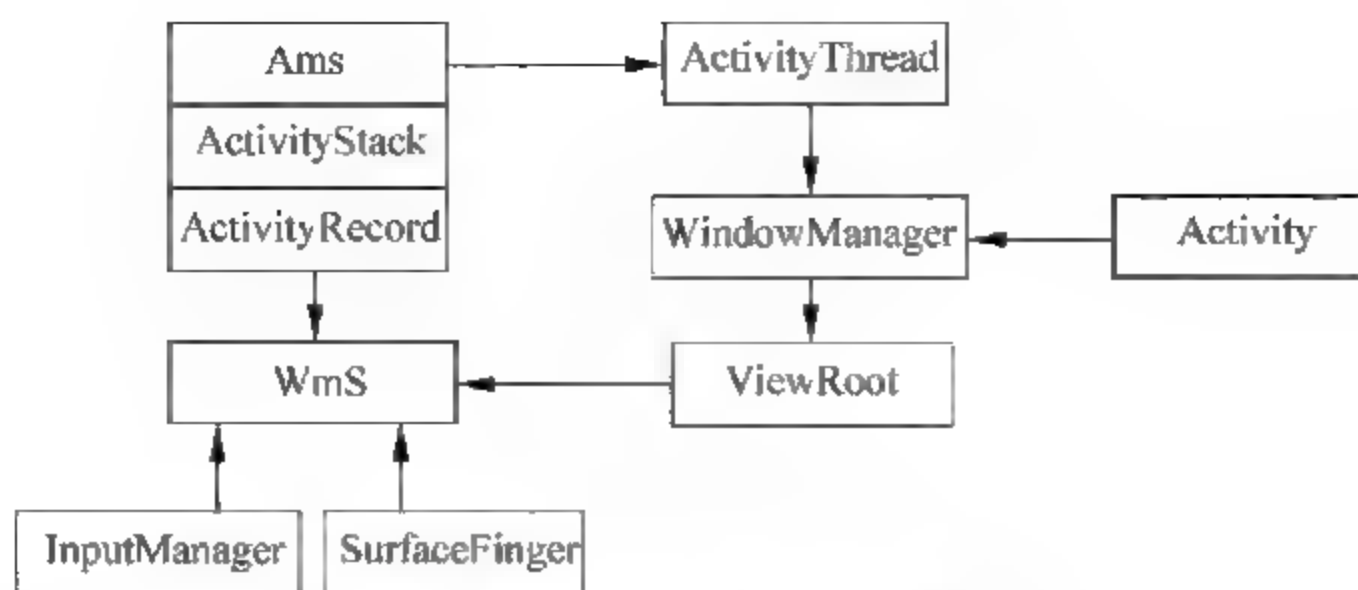 Ams
ActivityThread
ActivityStack
ActivityRecord
WindowManager
Activity
WmS
ViewRoot
InputManager
SurfaceFinger